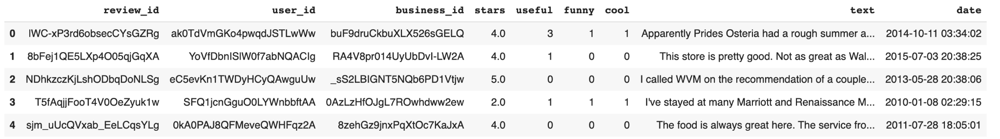 review_id user_id business_id stars useful funny cool text date
0 lWC-xP3rd6obsecCYsGZRg ak0TdVmGKo4pwqdJSTLwWw buF9druCkbuXLX526sGELQ 4.0 3 1 1 Apparently Prides Osteria had a rough summer a... 2014-10-11 03:34:02
1 8bFej1QE5LXp4O05qjGqXA YoVfDbnISlW0f7abNQACIg RA4V8pr014UyUbDvI-LW2A 4.0 1 0 0 This store is pretty good. Not as great as Wal... 2015-07-03 20:38:25
2 NDhkzczKjLshODbqDoNLSg eC5evKn1TWDyHCyQAwguUw _sS2LBIGNT5NQb6PD1Vtjw 5.0 0 0 0 I called WVM on the recommendation of a couple... 2013-05-28 20:38:06
3 T5fAqjjFooT4V0OeZyuk1w SFQ1jcnGguO0LYWnbbftAA 0AzLzHfOJgL7ROwhdww2ew 2.0 1 1 1 I've stayed at many Marriott and Renaissance M... 2010-01-08 02:29:15
4 sjm_uUcQVxab_EeLCqsYLg 0kA0PAJ8QFMeveQWHFqz2A 8zehGz9jnxPqXtOc7KaJxA 4.0 0 0 0 The food is always great here. The service fro... 2011-07-28 18:05:01